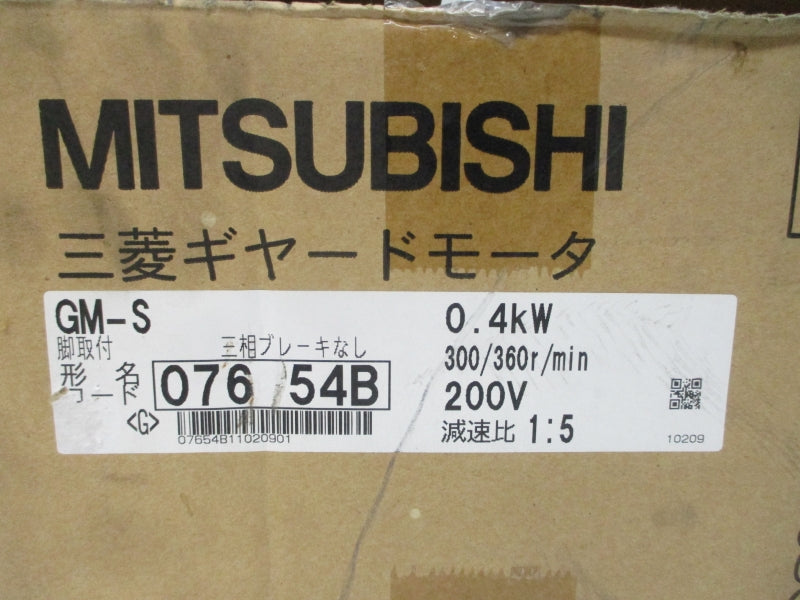 MITSUBISHI
三菱ギヤードモータ
GM-S 0.4kW
脚取付 三相ブレーキなし 300/360r/min
形名コード 076 54B 200V
<G> 07654B11020901 減速比 1:5 10209